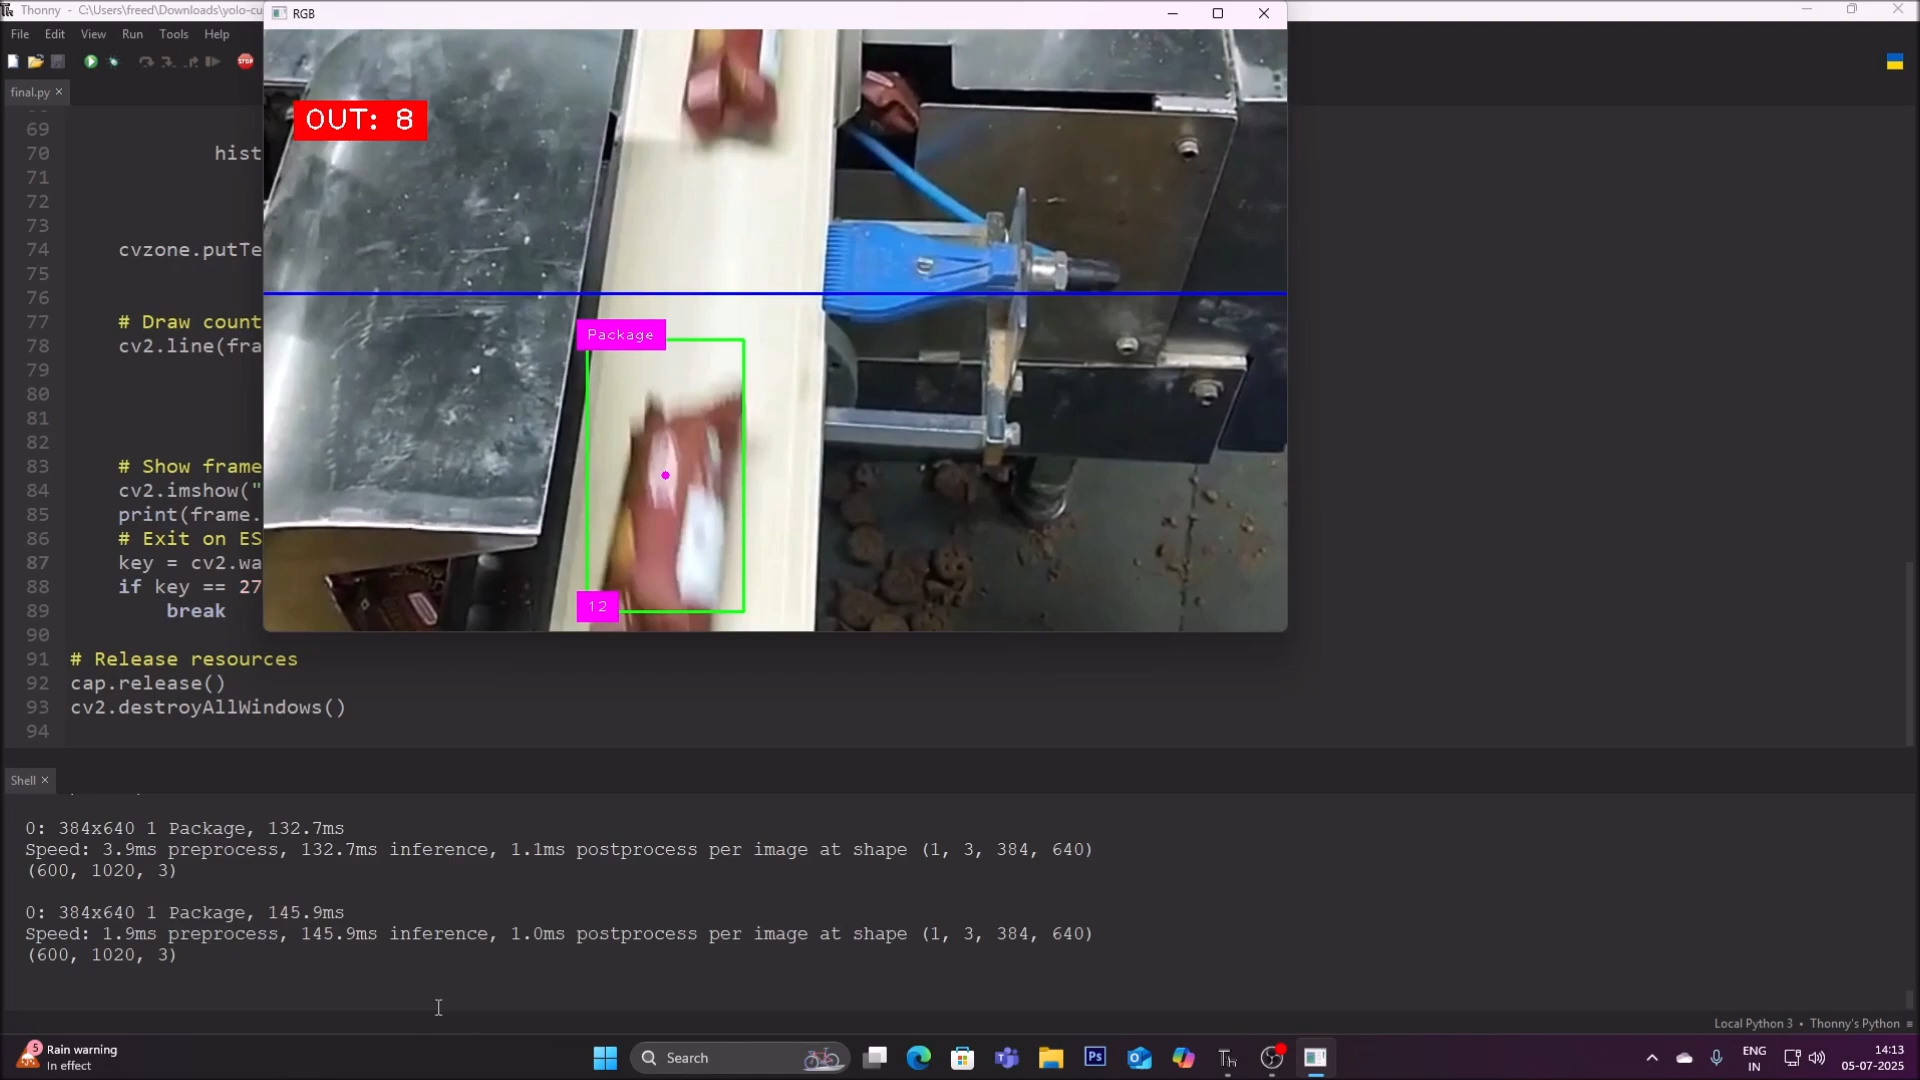 Thonny - C:\Users\freed\Downloads\yolo-cu
RGB
File Edit View Run Tools Help
final.py
OUT: 8
69
70 hist
71
72
73
74 cvzone.putTe
75
76
77 # Draw count
78 cv2.line(fra
79
80
81
82
83 # Show frame
84 cv2.imshow("
85 print(frame.
86 # Exit on ES
87 key = cv2.wa
88 if key == 27
89 break
90
91 # Release resources
92 cap.release()
93 cv2.destroyAllWindows()
94
Package
12
Shell
0: 384x640 1 Package, 132.7ms
Speed: 3.9ms preprocess, 132.7ms inference, 1.1ms postprocess per image at shape (1, 3, 384, 640)
(600, 1020, 3)
0: 384x640 1 Package, 145.9ms
Speed: 1.9ms preprocess, 145.9ms inference, 1.0ms postprocess per image at shape (1, 3, 384, 640)
(600, 1020, 3)
Local Python 3 • Thonny's Python
5
Rain warning
In effect
Search
Ps
ENG
IN
14:13
05-07-2025